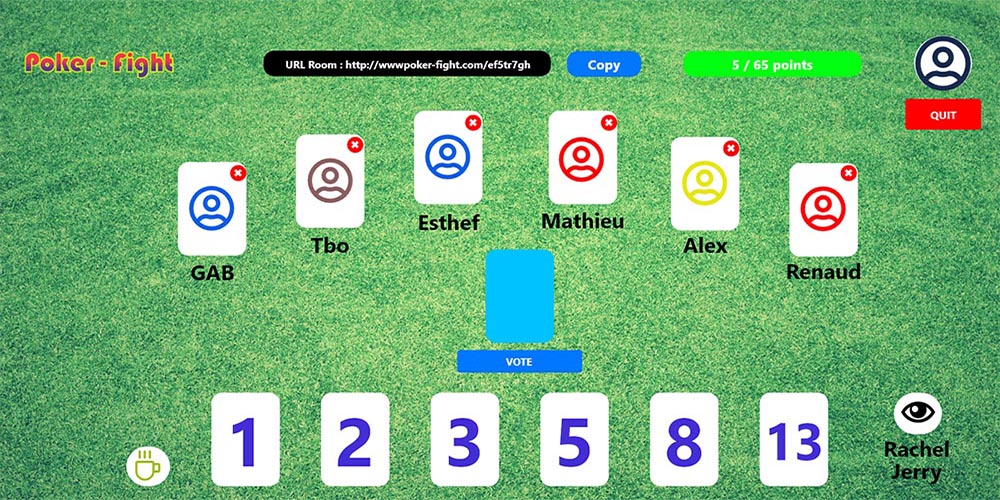 Poker - Fight
URL Room : http://wwwpoker-fight.com/ef5tr7gh
Copy
5 / 65 points
QUIT
GAB
Tbo
Esthef
Mathieu
Alex
Renaud
VOTE
1
2
3
5
8
13
Rachel
Jerry